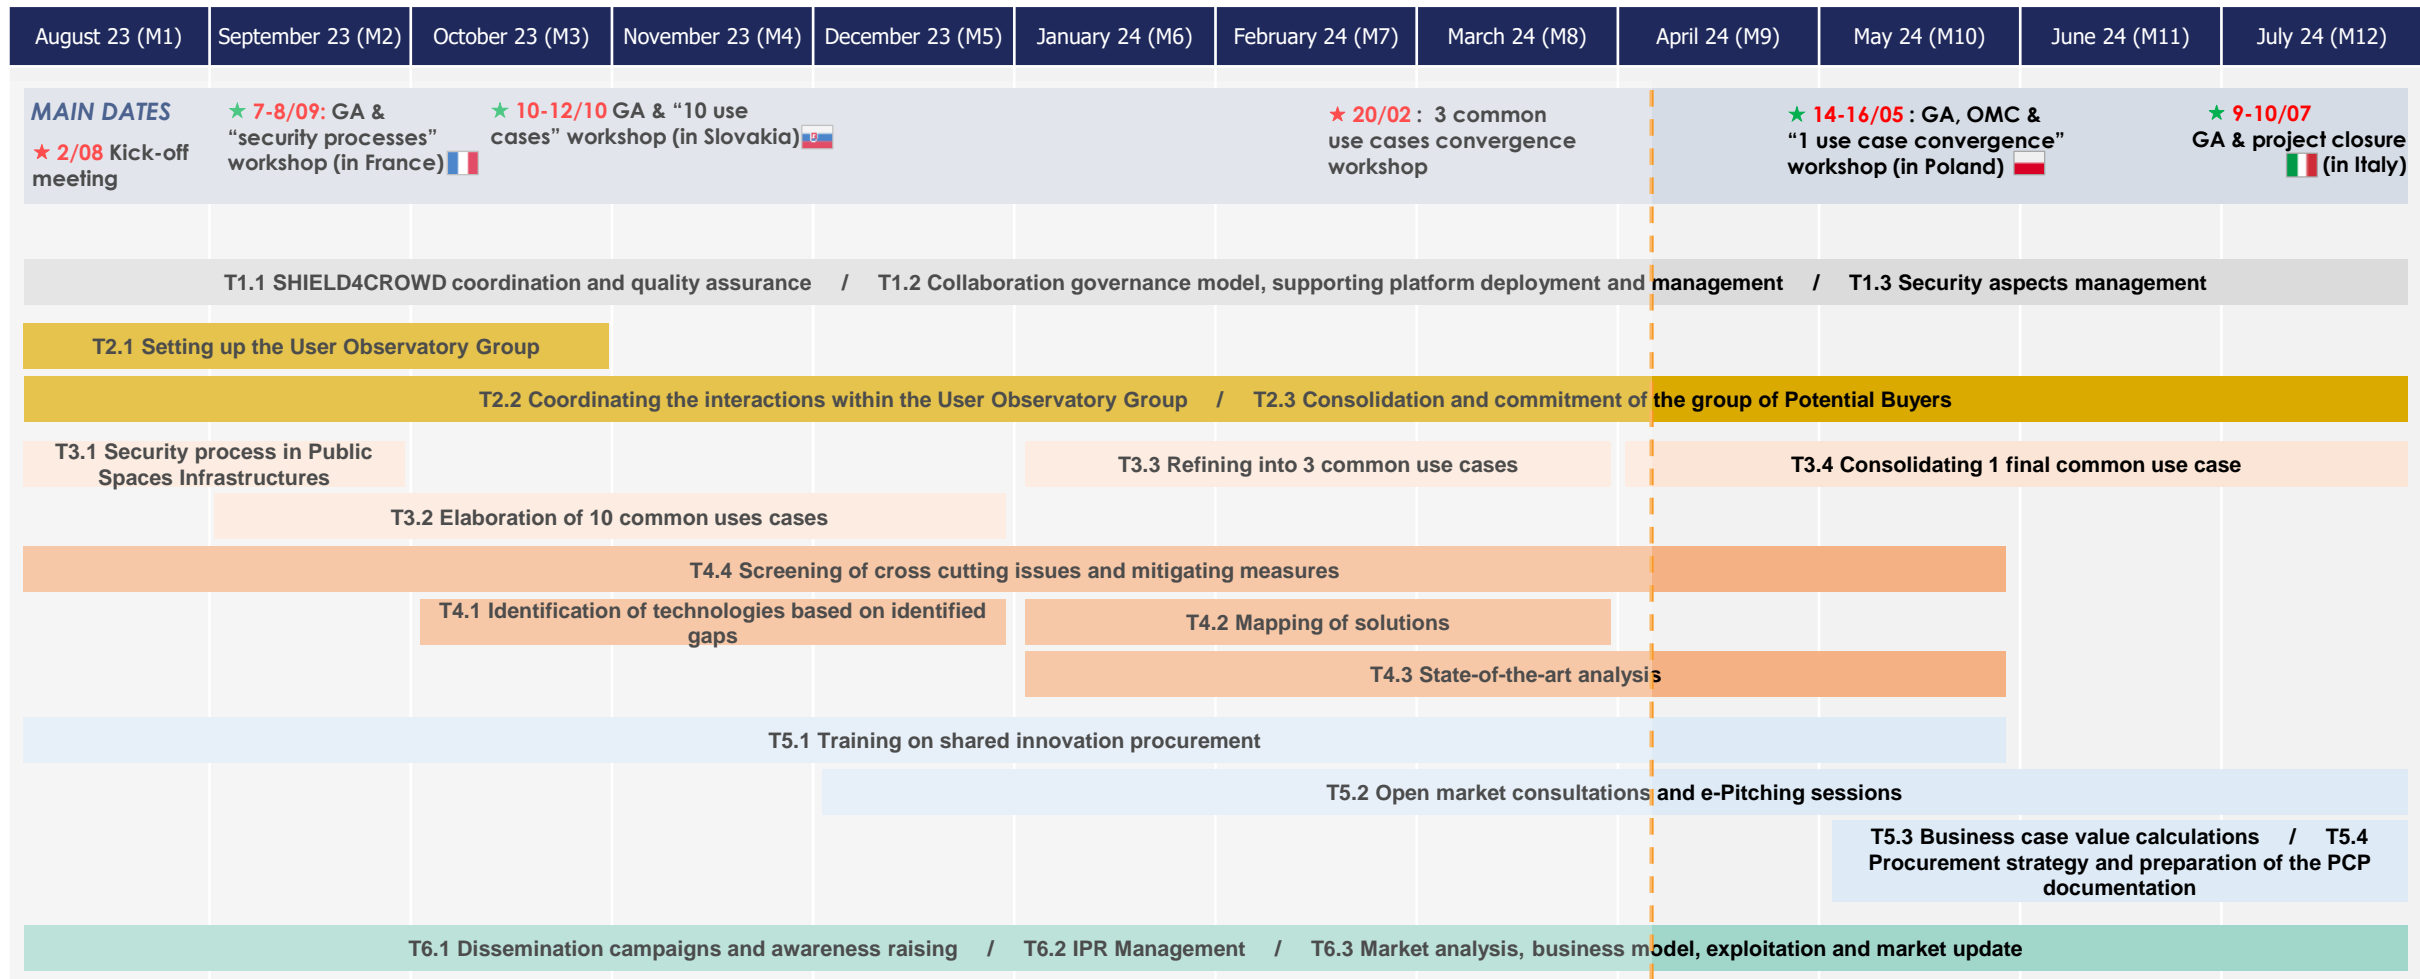 August 23 (M1)
September 23 (M2)
October 23 (M3)
November 23 (M4)
December 23 (M5)
January 24 (M6)
February 24 (M7)
March 24 (M8)
April 24 (M9)
May 24 (M10)
June 24 (M11)
July 24 (M12)
MAIN DATES
★ 2/08 Kick-off
meeting
★ 7-8/09: GA &
“security processes”
workshop (in France)
★ 10-12/10 GA & “10 use
cases” workshop (in Slovakia)
★ 20/02 : 3 common
use cases convergence
workshop
★ 14-16/05 : GA, OMC &
“1 use case convergence”
workshop (in Poland)
★ 9-10/07
GA & project closure
(in Italy)
T1.1 SHIELD4CROWD coordination and quality assurance / T1.2 Collaboration governance model, supporting platform deployment and management / T1.3 Security aspects management
T2.1 Setting up the User Observatory Group
T2.2 Coordinating the interactions within the User Observatory Group / T2.3 Consolidation and commitment of the group of Potential Buyers
T3.1 Security process in Public
Spaces Infrastructures
T3.3 Refining into 3 common use cases
T3.4 Consolidating 1 final common use case
T3.2 Elaboration of 10 common uses cases
T4.4 Screening of cross cutting issues and mitigating measures
T4.1 Identification of technologies based on identified
gaps
T4.2 Mapping of solutions
T4.3 State-of-the-art analysis
T5.1 Training on shared innovation procurement
T5.2 Open market consultations and e-Pitching sessions
T5.3 Business case value calculations / T5.4
Procurement strategy and preparation of the PCP
documentation
T6.1 Dissemination campaigns and awareness raising / T6.2 IPR Management / T6.3 Market analysis, business model, exploitation and market update